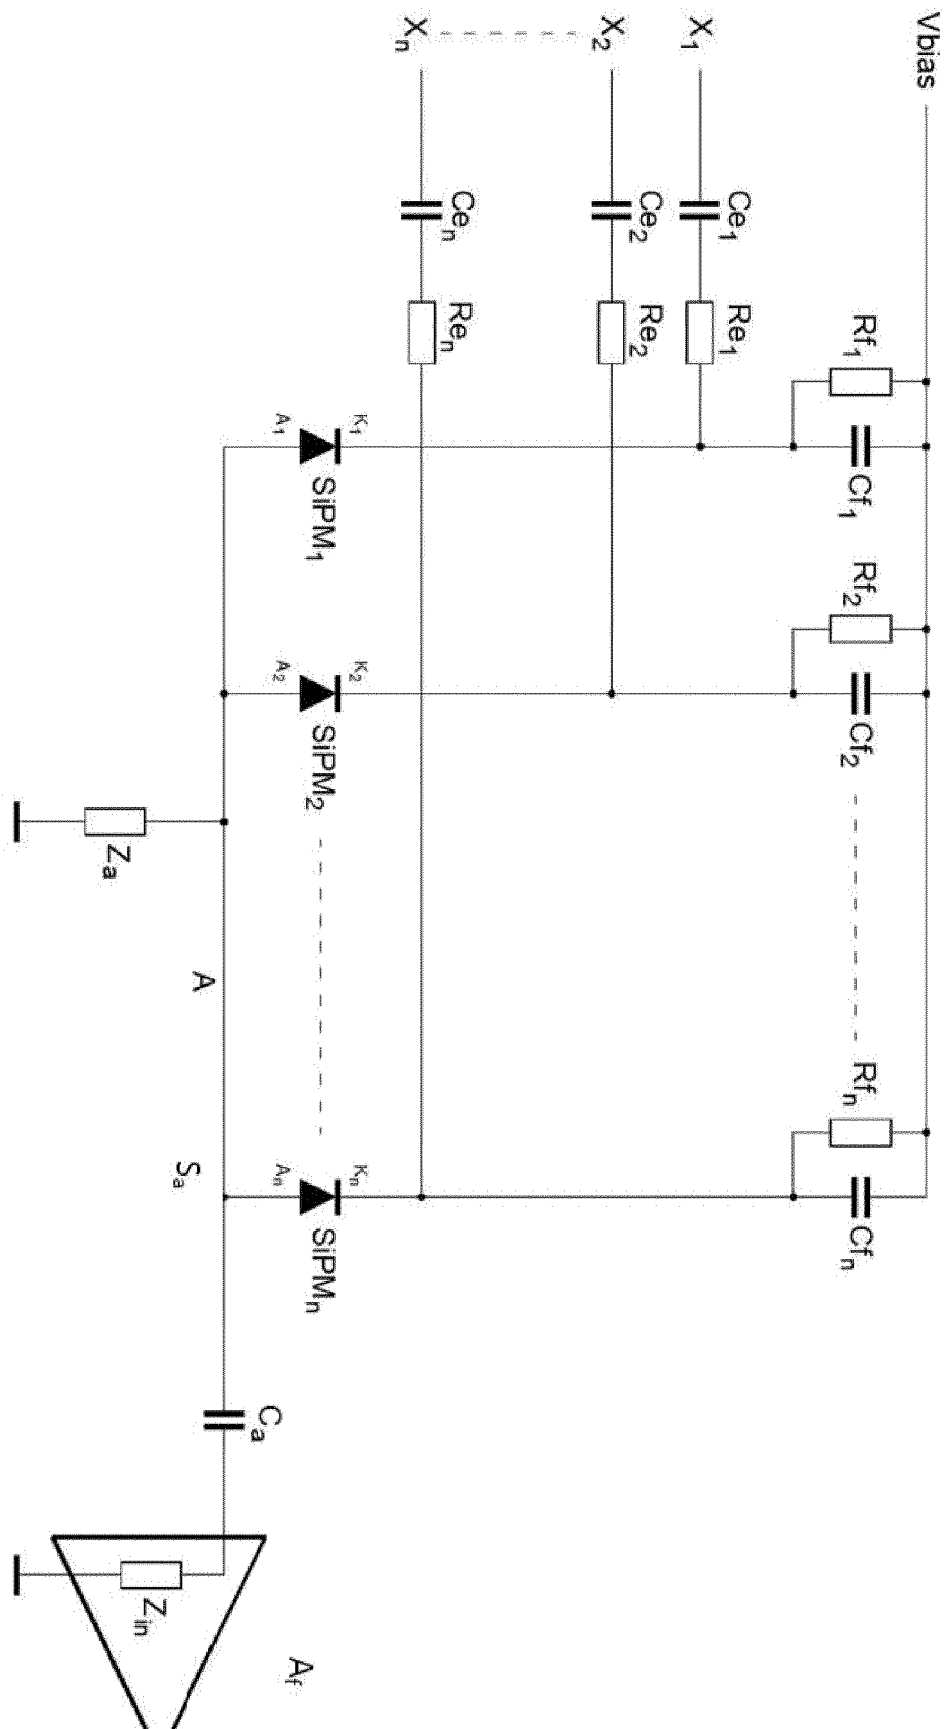 Vbias
X₁
X₂
Xₙ
Ce₁
Ce₂
Ceₙ
Re₁
Re₂
Reₙ
Rf₁
Cf₁
Rf₂
Cf₂
Rfₙ
Cfₙ
K₁
A₁
SiPM₁
K₂
A₂
SiPM₂
Kₙ
Aₙ
SiPMₙ
Zₐ
A
Sₐ
Cₐ
Zᵢₙ
A_f